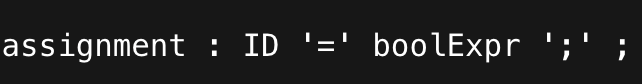 assignment : ID '=' boolExpr ';' ;